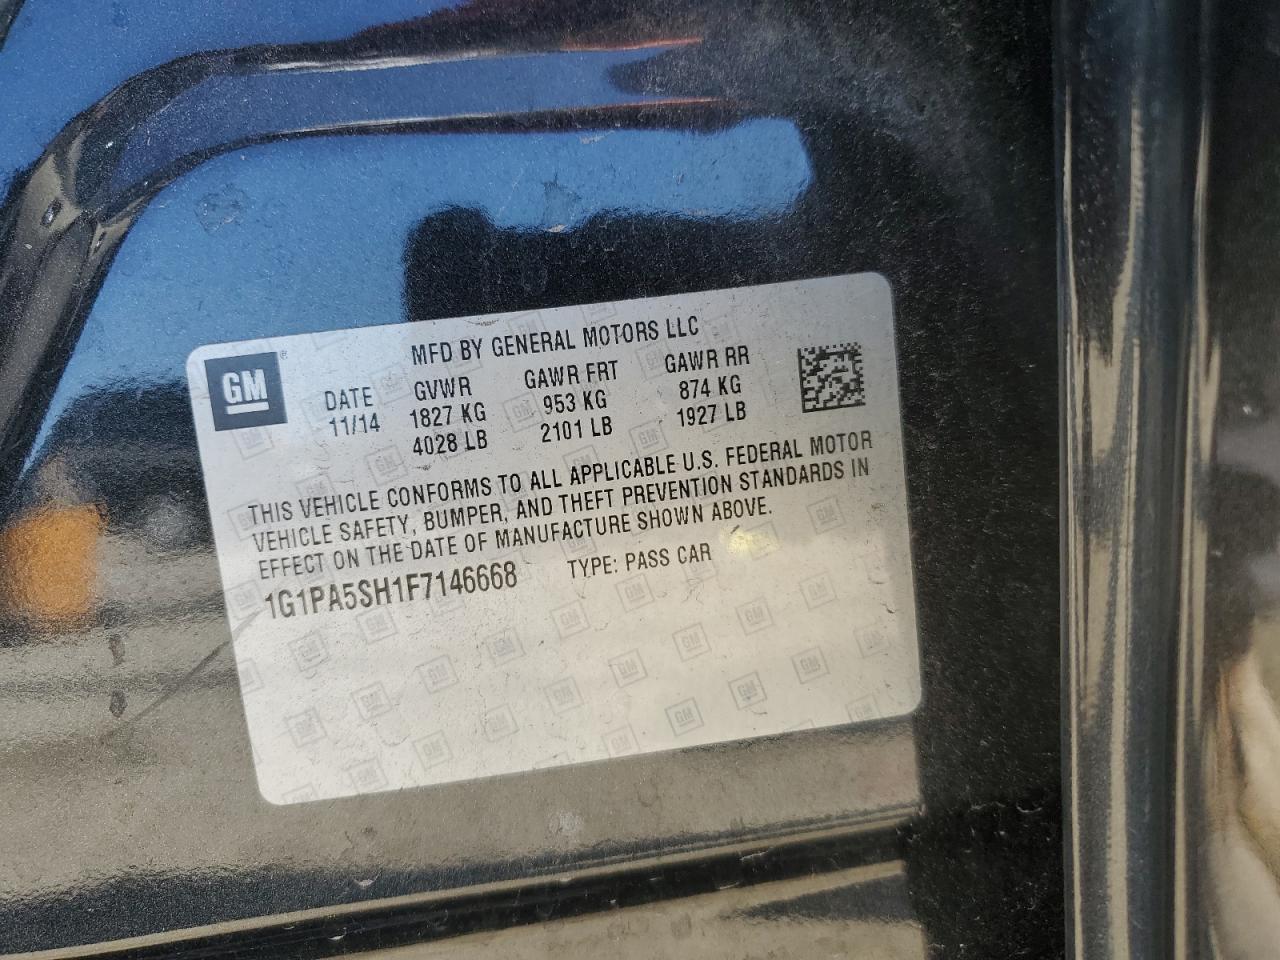 MFD BY GENERAL MOTORS LLC
GM ®
DATE GVWR GAWR FRT GAWR RR
11/14 1827 KG 953 KG 874 KG
4028 LB 2101 LB 1927 LB
THIS VEHICLE CONFORMS TO ALL APPLICABLE U.S. FEDERAL MOTOR
VEHICLE SAFETY, BUMPER, AND THEFT PREVENTION STANDARDS IN
EFFECT ON THE DATE OF MANUFACTURE SHOWN ABOVE.
1G1PA5SH1F7146668 TYPE: PASS CAR